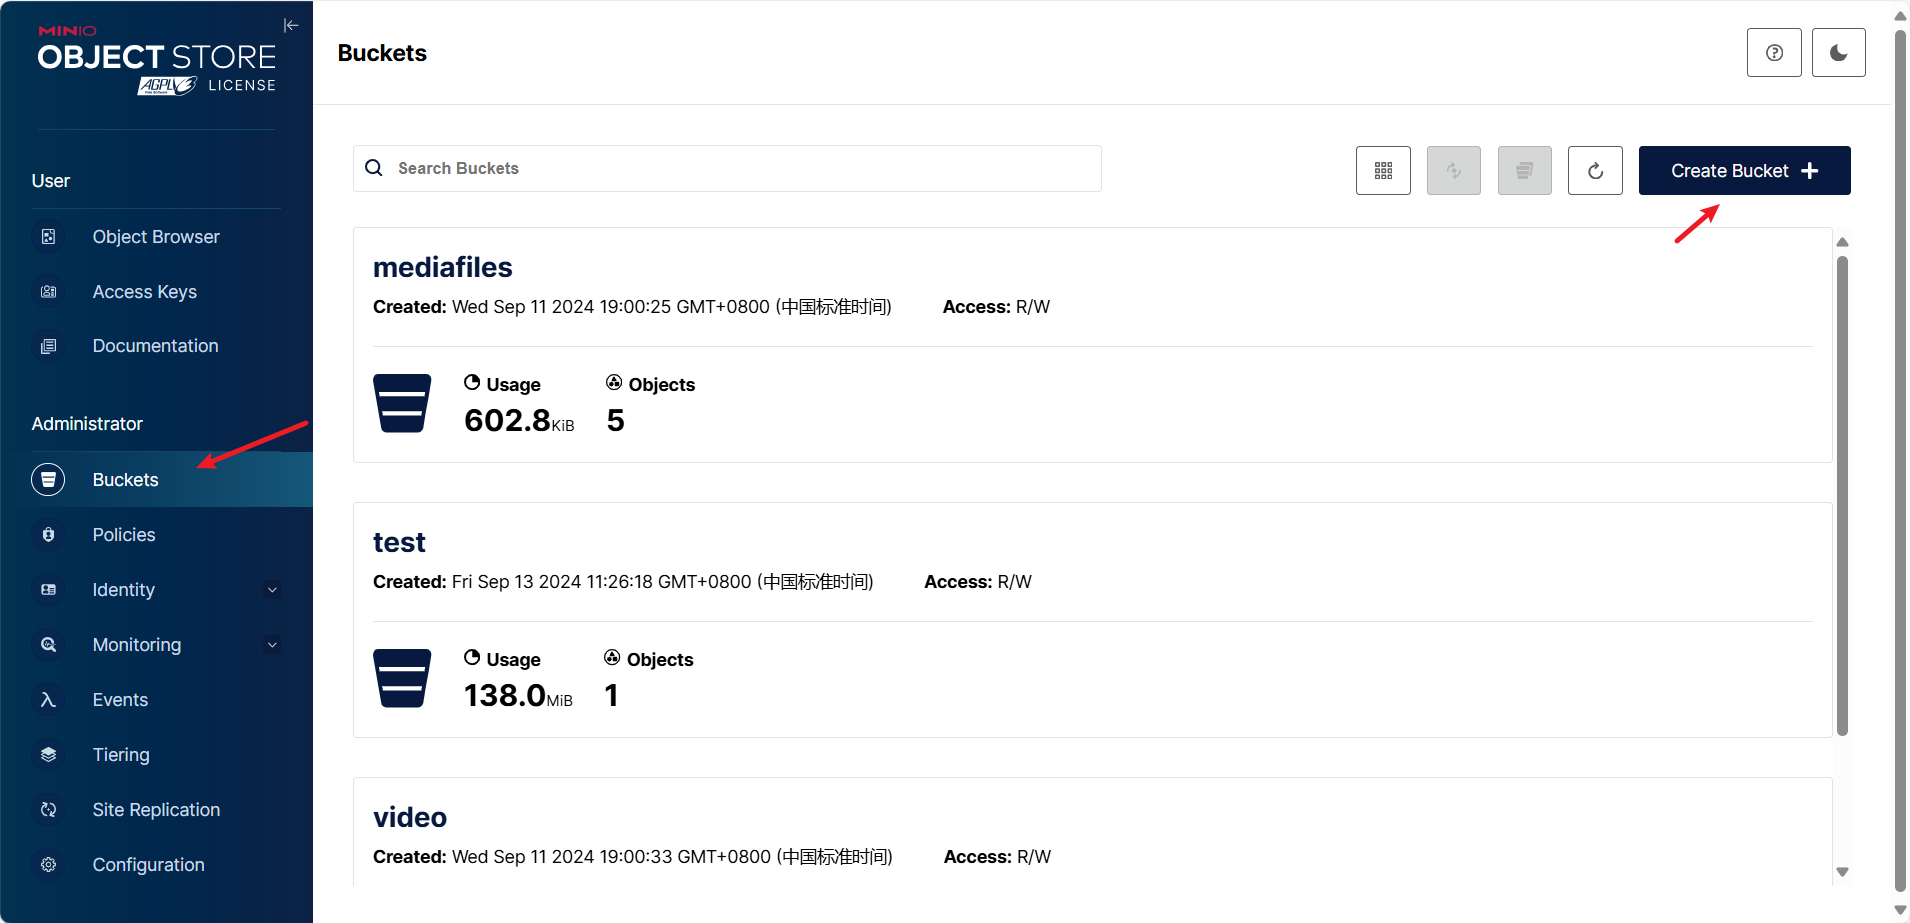 MINIO
OBJECT STORE
AGPL v3 LICENSE
User
Object Browser
Access Keys
Documentation
Administrator
Buckets
Policies
Identity
Monitoring
Events
Tiering
Site Replication
Configuration
Buckets
Search Buckets
Create Bucket
mediafiles
Created: Wed Sep 11 2024 19:00:25 GMT+0800 (中国标准时间) Access: R/W
Usage Objects
602.8KiB 5
test
Created: Fri Sep 13 2024 11:26:18 GMT+0800 (中国标准时间) Access: R/W
Usage Objects
138.0MiB 1
video
Created: Wed Sep 11 2024 19:00:33 GMT+0800 (中国标准时间) Access: R/W